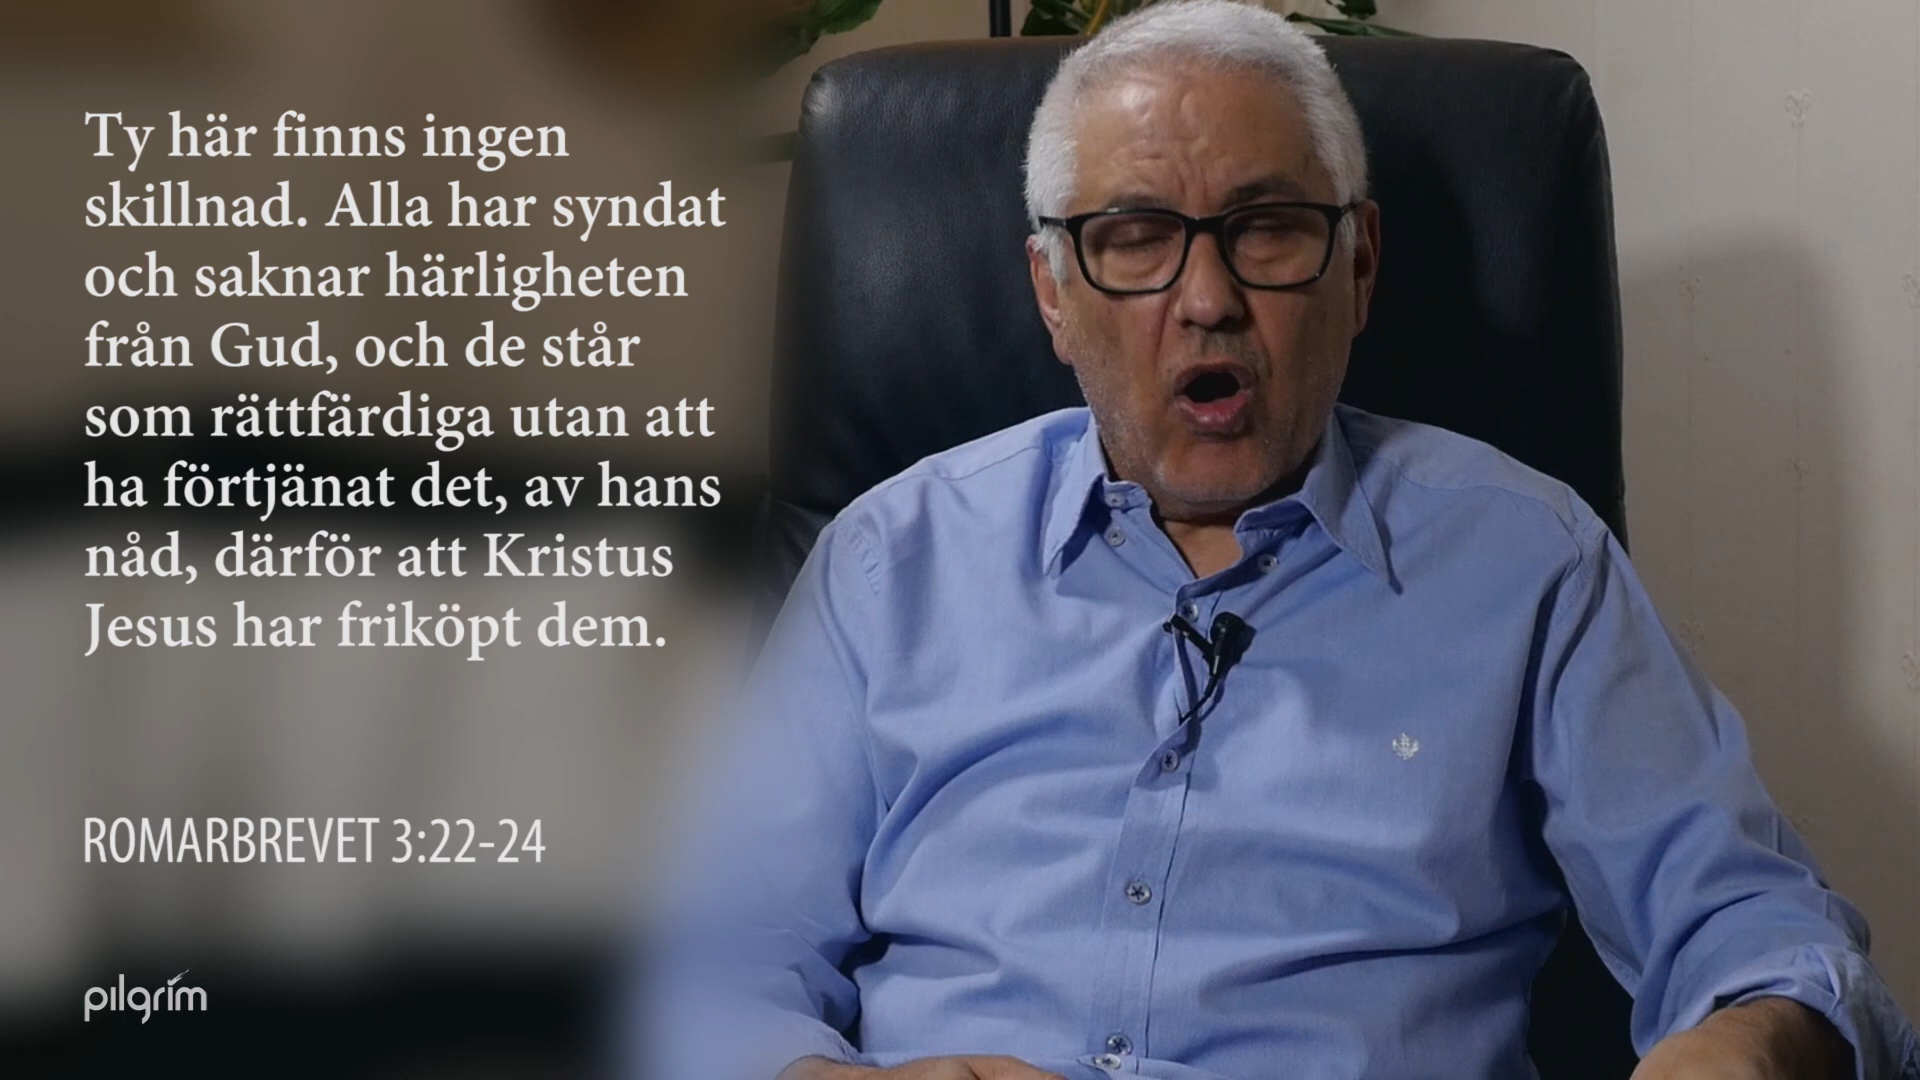 Ty här finns ingen
skillnad. Alla har syndat
och saknar härligheten
från Gud, och de står
som rättfärdiga utan att
ha förtjänat det, av hans
nåd, därför att Kristus
Jesus har friköpt dem.
ROMARBREVET 3:22-24
pilgrim